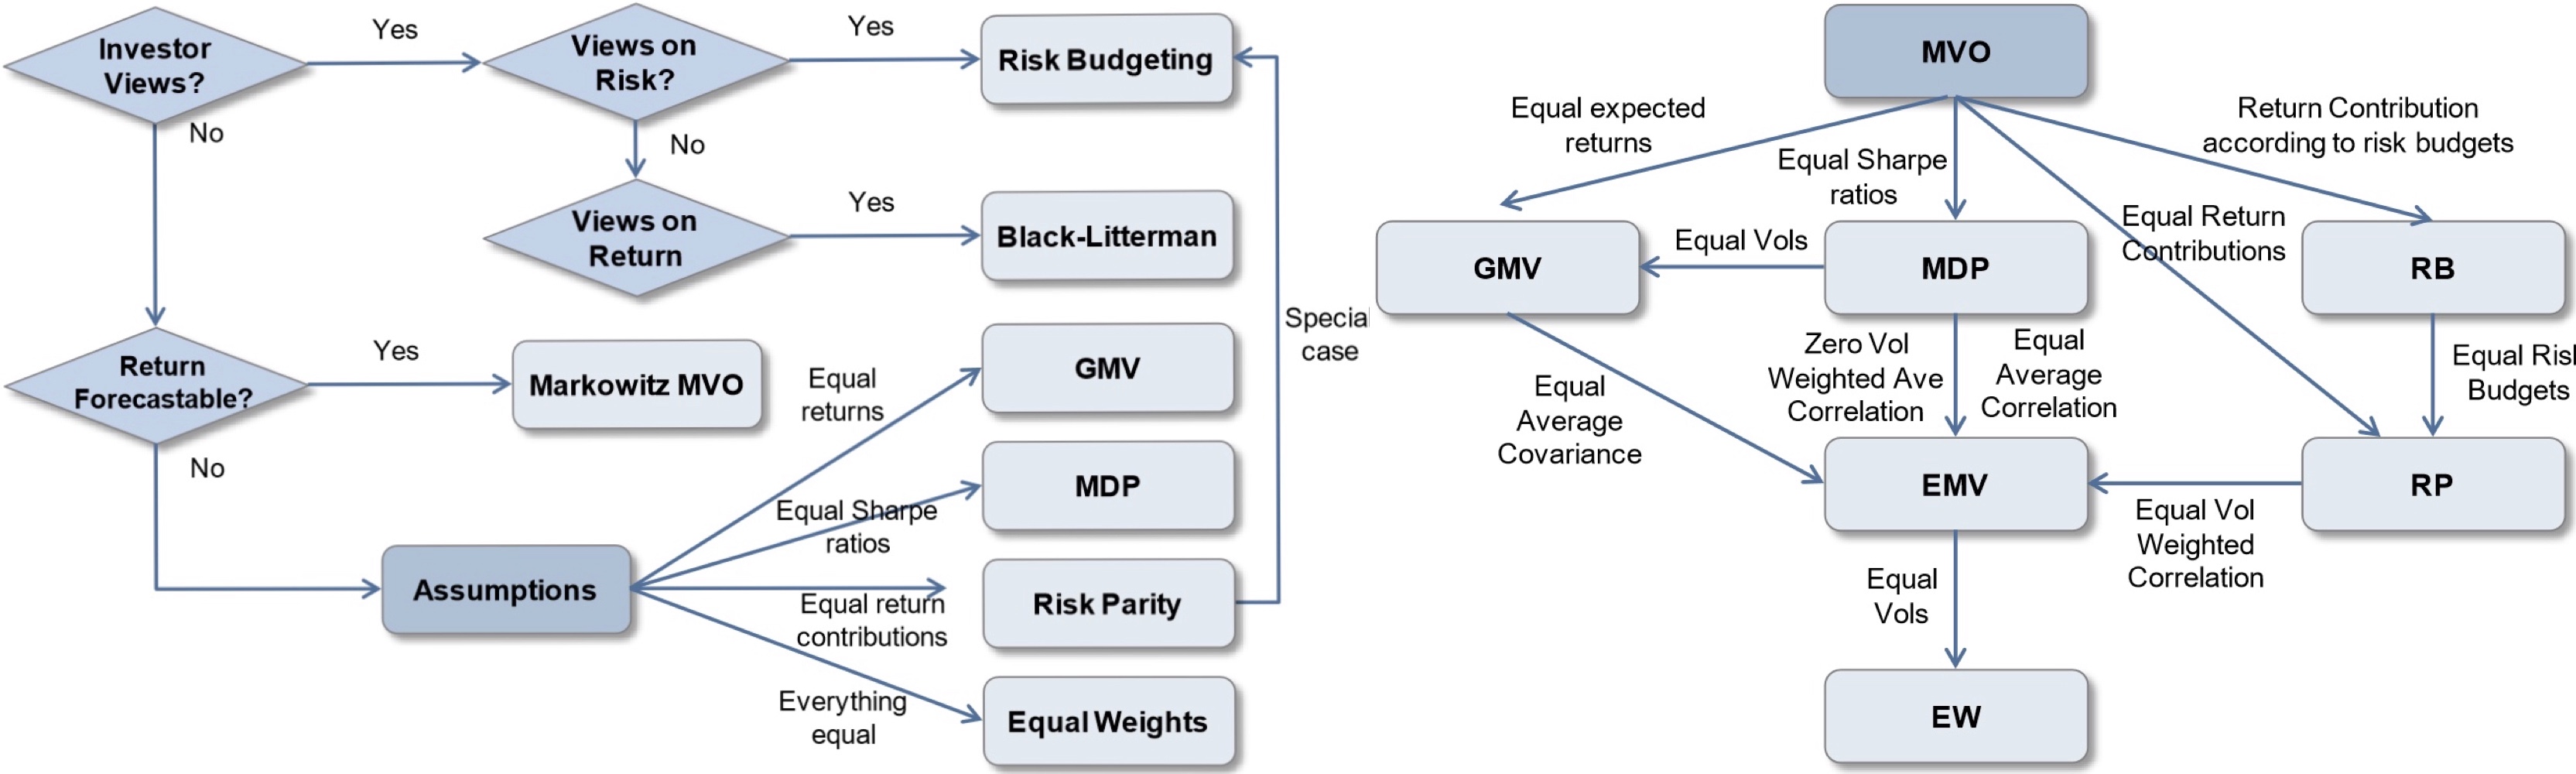 Investor
Views?
Yes
Views on
Risk?
Yes
Risk Budgeting
No
No
Views on
Return
Yes
Black-Litterman
Return
Forecastable?
Yes
Markowitz MVO
No
Assumptions
Equal
returns
GMV
Equal Sharpe
ratios
MDP
Equal return
contributions
Risk Parity
Everything
equal
Equal Weights
Special
case
MVO
Equal expected
returns
Equal Sharpe
ratios
Return Contribution
according to risk budgets
Equal Return
Contributions
GMV
Equal Vols
MDP
RB
Equal
Average
Covariance
Zero Vol
Weighted Ave
Correlation
Equal
Average
Correlation
Equal Risk
Budgets
EMV
RP
Equal Vol
Weighted
Correlation
Equal
Vols
EW